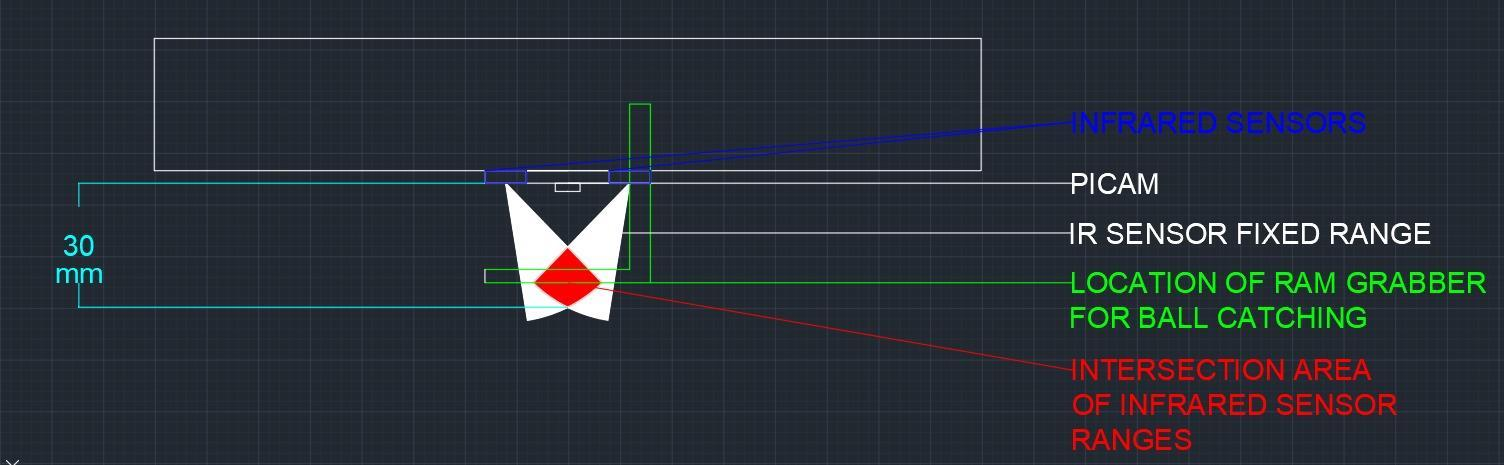 INFRARED SENSORS
PICAM
IR SENSOR FIXED RANGE
30
mm
LOCATION OF RAM GRABBER
FOR BALL CATCHING
INTERSECTION AREA
OF INFRARED SENSOR
RANGES